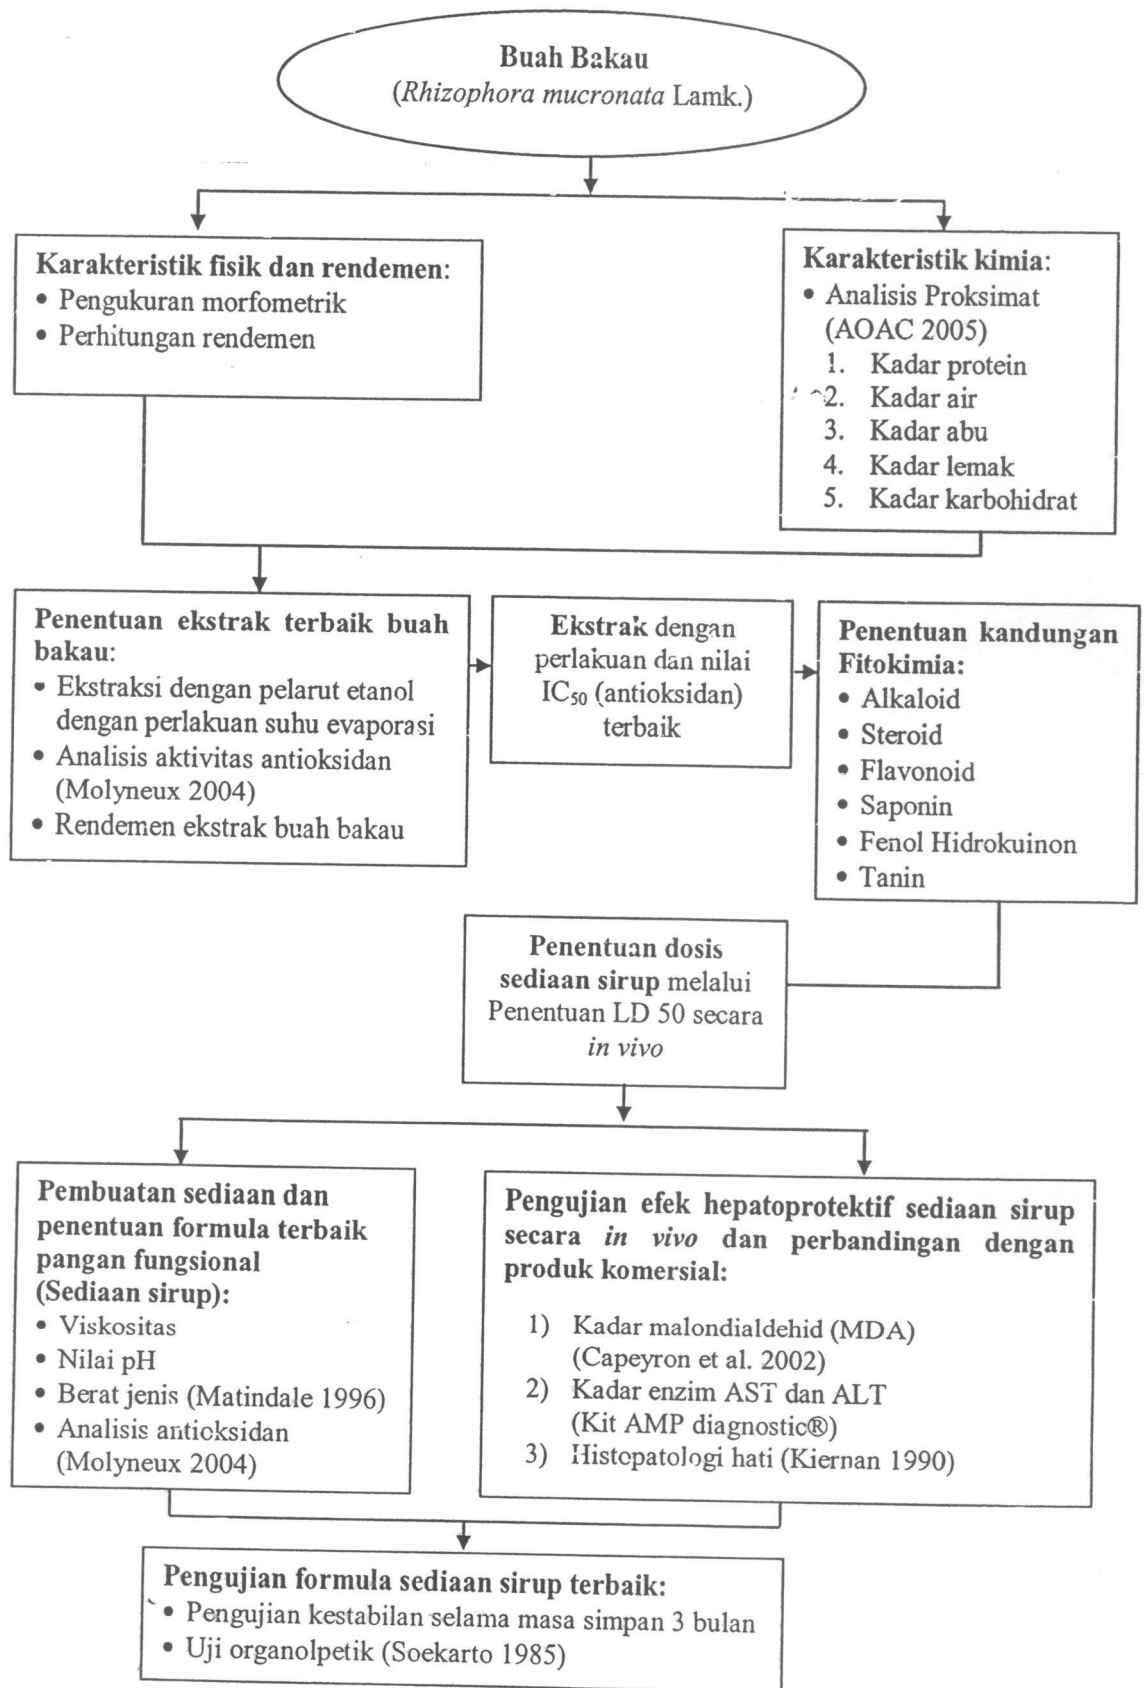 Buah Bakau
(Rhizophora mucronata Lamk.)
Karakteristik fisik dan rendemen:
• Pengukuran morfometrik
• Perhitungan rendemen
Karakteristik kimia:
• Analisis Proksimat
(AOAC 2005)
1. Kadar protein
2. Kadar air
3. Kadar abu
4. Kadar lemak
5. Kadar karbohidrat
Penentuan ekstrak terbaik buah
bakau:
• Ekstraksi dengan pelarut etanol
dengan perlakuan suhu evaporasi
• Analisis aktivitas antioksidan
(Molyneux 2004)
• Rendemen ekstrak buah bakau
Ekstrak dengan
perlakuan dan nilai
IC₅₀ (antioksidan)
terbaik
Penentuan kandungan
Fitokimia:
• Alkaloid
• Steroid
• Flavonoid
• Saponin
• Fenol Hidrokuinon
• Tanin
Penentuan dosis
sediaan sirup melalui
Penentuan LD 50 secara
in vivo
Pembuatan sediaan dan
penentuan formula terbaik
pangan fungsional
(Sediaan sirup):
• Viskositas
• Nilai pH
• Berat jenis (Matindale 1996)
• Analisis antioksidan
(Molyneux 2004)
Pengujian efek hepatoprotektif sediaan sirup
secara in vivo dan perbandingan dengan
produk komersial:
1) Kadar malondialdehid (MDA)
(Capeyron et al. 2002)
2) Kadar enzim AST dan ALT
(Kit AMP diagnostic®)
3) Histopatologi hati (Kiernan 1990)
Pengujian formula sediaan sirup terbaik:
• Pengujian kestabilan selama masa simpan 3 bulan
• Uji organolpetik (Soekarto 1985)